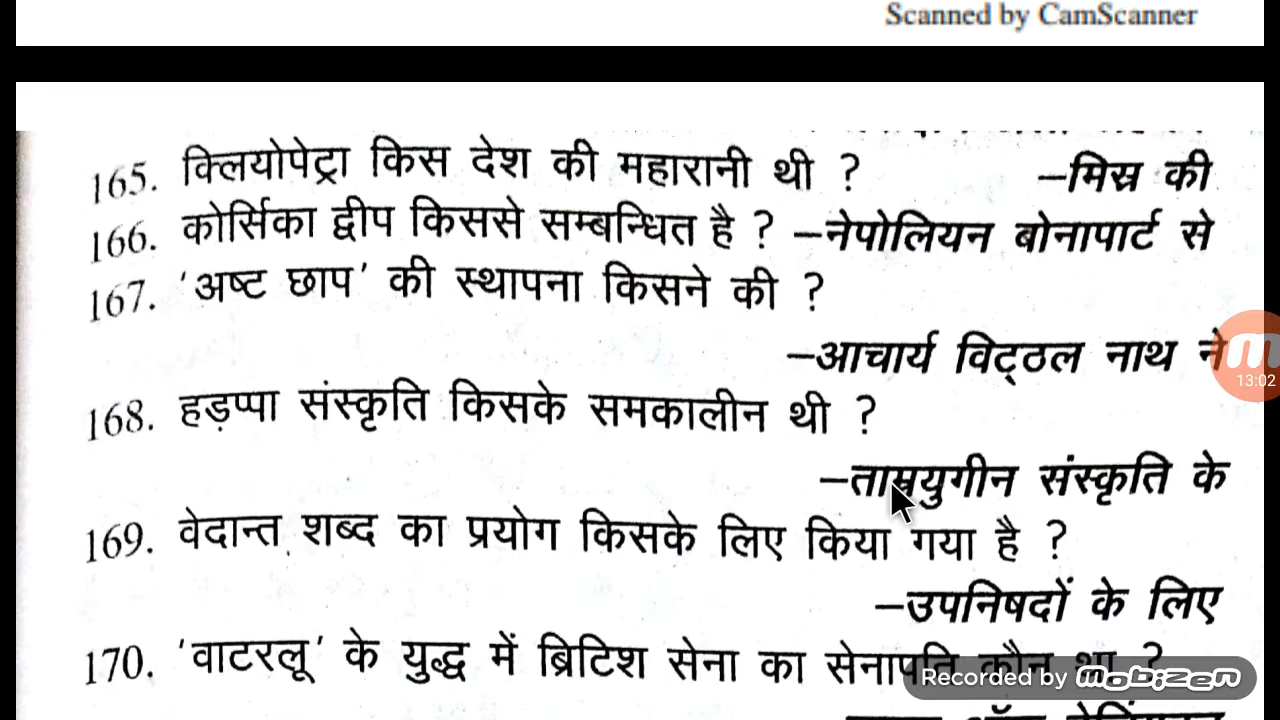 Scanned by CamScanner
165. क्लियोपेट्रा किस देश की महारानी थी ? –मिस्र की
166. कोर्सिका द्वीप किससे सम्बन्धित है ? –नेपोलियन बोनापार्ट से
167. 'अष्ट छाप' की स्थापना किसने की ?
–आचार्य विट्ठल नाथ ने
13:02
168. हड़प्पा संस्कृति किसके समकालीन थी ?
–ताम्रयुगीन संस्कृति के
169. वेदान्त शब्द का प्रयोग किसके लिए किया गया है ?
–उपनिषदों के लिए
170. 'वाटरलू' के युद्ध में ब्रिटिश सेना का सेनापति कौन था ?
Recorded by mobizen